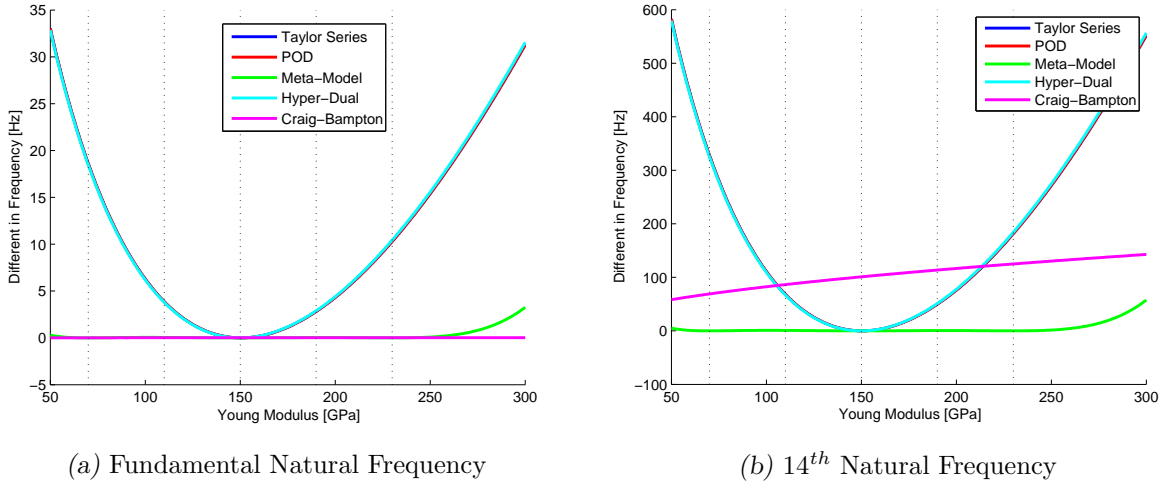 35
30
25
20
15
10
5
0
−5
50
100
150
200
250
300
Different in Frequency [Hz]
Young Modulus [GPa]
Taylor Series
POD
Meta−Model
Hyper−Dual
Craig−Bampton
(a) Fundamental Natural Frequency
600
500
400
300
200
100
0
−100
50
100
150
200
250
300
Different in Frequency [Hz]
Young Modulus [GPa]
Taylor Series
POD
Meta−Model
Hyper−Dual
Craig−Bampton
(b) 14th Natural Frequency